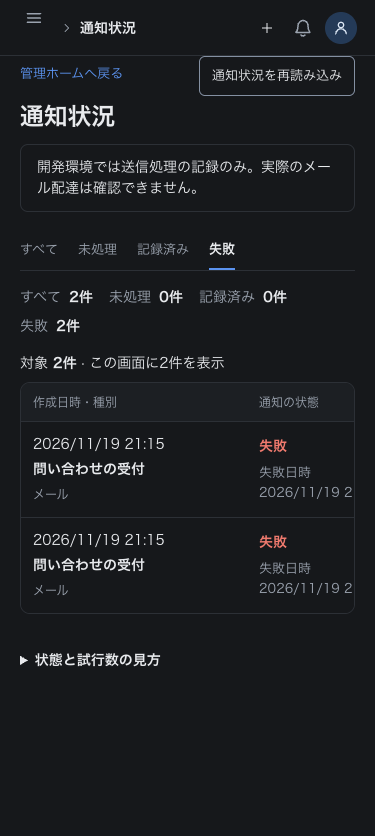 通知状況
管理ホームへ戻る
通知状況を再読み込み
通知状況
開発環境では送信処理の記録のみ。実際のメー
ル配達は確認できません。
すべて 未処理 記録済み 失敗
すべて 2件 未処理 0件 記録済み 0件
失敗 2件
対象 2件 · この画面に2件を表示
作成日時・種別 通知の状態
2026/11/19 21:15 失敗
問い合わせの受付 失敗日時
メール 2026/11/19 2
2026/11/19 21:15 失敗
問い合わせの受付 失敗日時
メール 2026/11/19 2
状態と試行数の見方